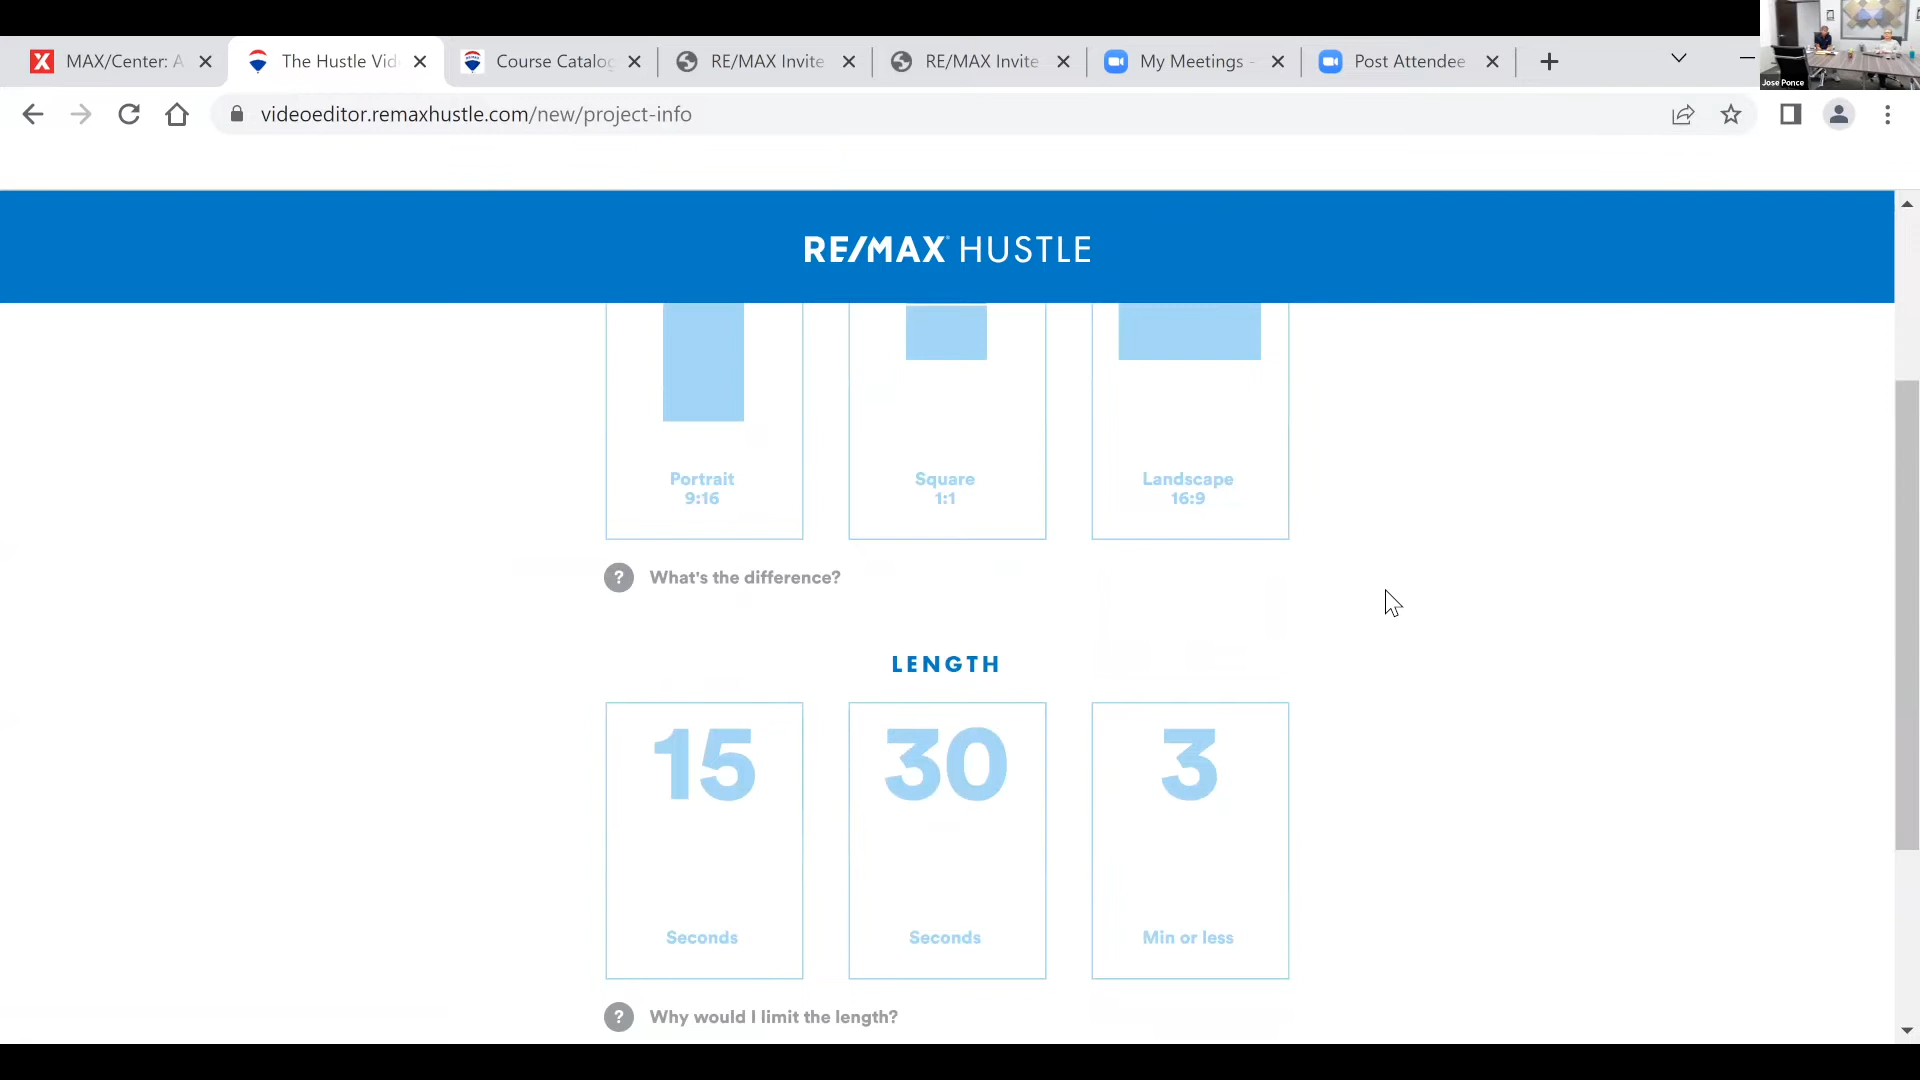 MAX/Center: A
The Hustle Vid
Course Catalog
RE/MAX Invite
RE/MAX Invite
My Meetings -
Post Attendee
Jose Ponce
videoeditor.remaxhustle.com/new/project-info
RE/MAX HUSTLE
Portrait
9:16
Square
1:1
Landscape
16:9
? What's the difference?
LENGTH
15
Seconds
30
Seconds
3
Min or less
? Why would I limit the length?